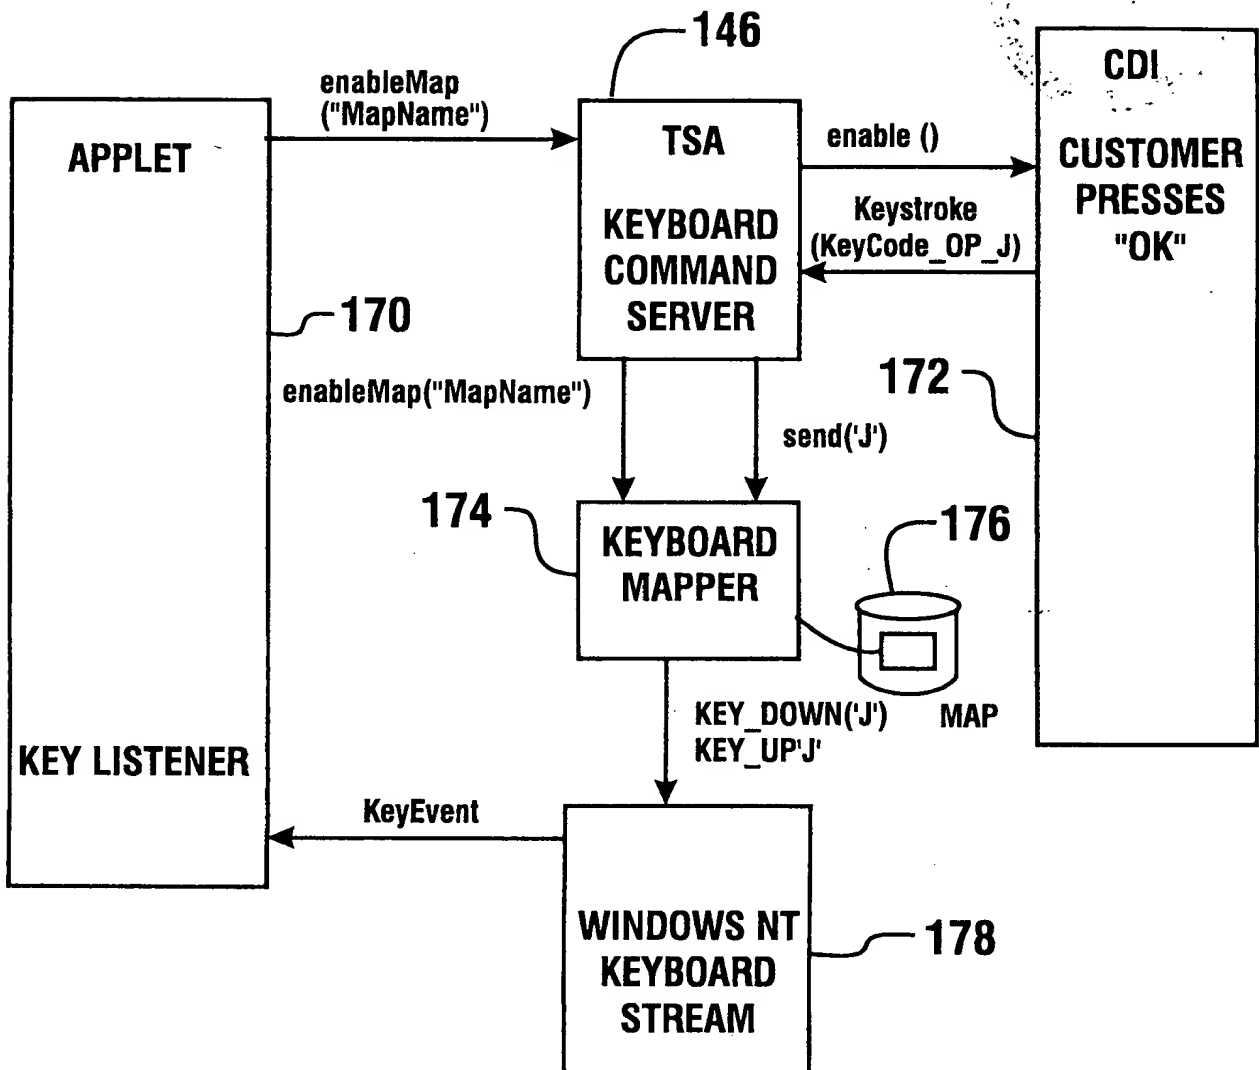 146
enableMap
("MapName")
APPLET
TSA
KEYBOARD
COMMAND
SERVER
enable ()
Keystroke
(KeyCode_OP_J)
CDI
CUSTOMER
PRESSES
"OK"
170
172
enableMap("MapName")
send('J')
174
KEYBOARD
MAPPER
176
MAP
KEY_DOWN('J')
KEY_UP'J'
KEY LISTENER
KeyEvent
WINDOWS NT
KEYBOARD
STREAM
178